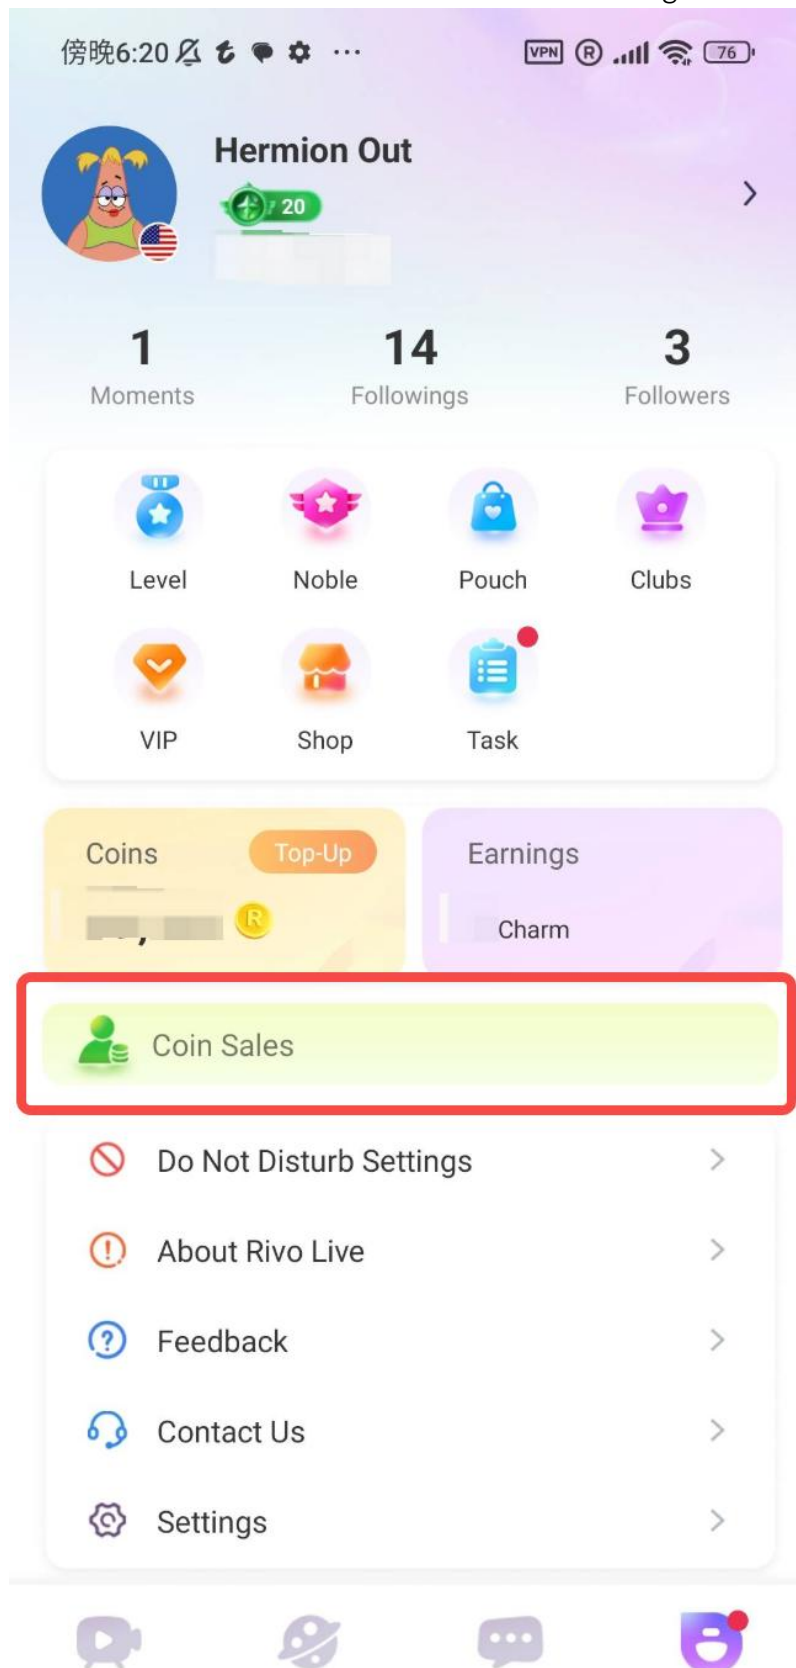 傍晚6:20 VPN R 76
Hermion Out
20
1 14 3
Moments Followings Followers
Level Noble Pouch Clubs
VIP Shop Task
Coins Top-Up Earnings
R Charm
Coin Sales
Do Not Disturb Settings
About Rivo Live
Feedback
Contact Us
Settings